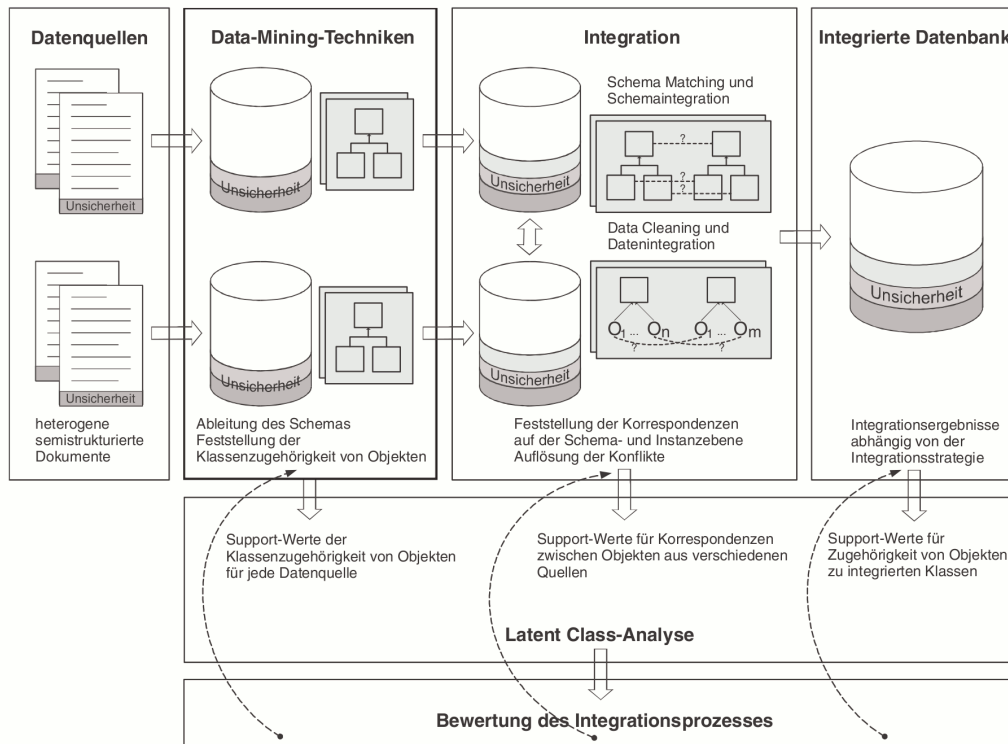 Datenquellen
Unsicherheit
Unsicherheit
heterogene
semistrukturierte
Dokumente
Data-Mining-Techniken
Unsicherheit
Unsicherheit
Ableitung des Schemas
Feststellung der
Klassenzugehörigkeit von Objekten
Integration
Schema Matching und
Schemaintegration
Unsicherheit
?
?
?
Data Cleaning und
Datenintegration
Unsicherheit
O1 ... On O1 ... Om
? ?
Feststellung der Korrespondenzen
auf der Schema- und Instanzebene
Auflösung der Konflikte
Integrierte Datenbank
Unsicherheit
Integrationsergebnisse
abhängig von der
Integrationsstrategie
Support-Werte der
Klassenzugehörigkeit von Objekten
für jede Datenquelle
Support-Werte für Korrespondenzen
zwischen Objekten aus verschiedenen
Quellen
Support-Werte für
Zugehörigkeit von Objekten
zu integrierten Klassen
Latent Class-Analyse
Bewertung des Integrationsprozesses